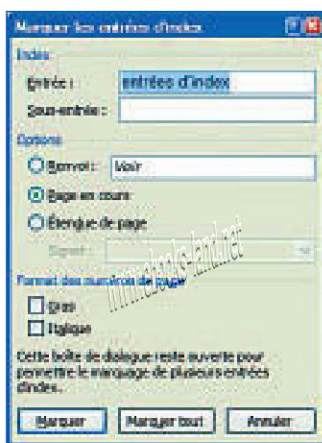 Marquer les entrées d'index
Index
Entrée : entrées d'index
Sous-entrée :
Options
Renvoi : Voir
Page en cours
Étendue de page
Signet :
Format des numéros de page
Gras
Italique
Cette boîte de dialogue reste ouverte pour
permettre le marquage de plusieurs entrées
d'index.
Marquer Marquer tout Annuler